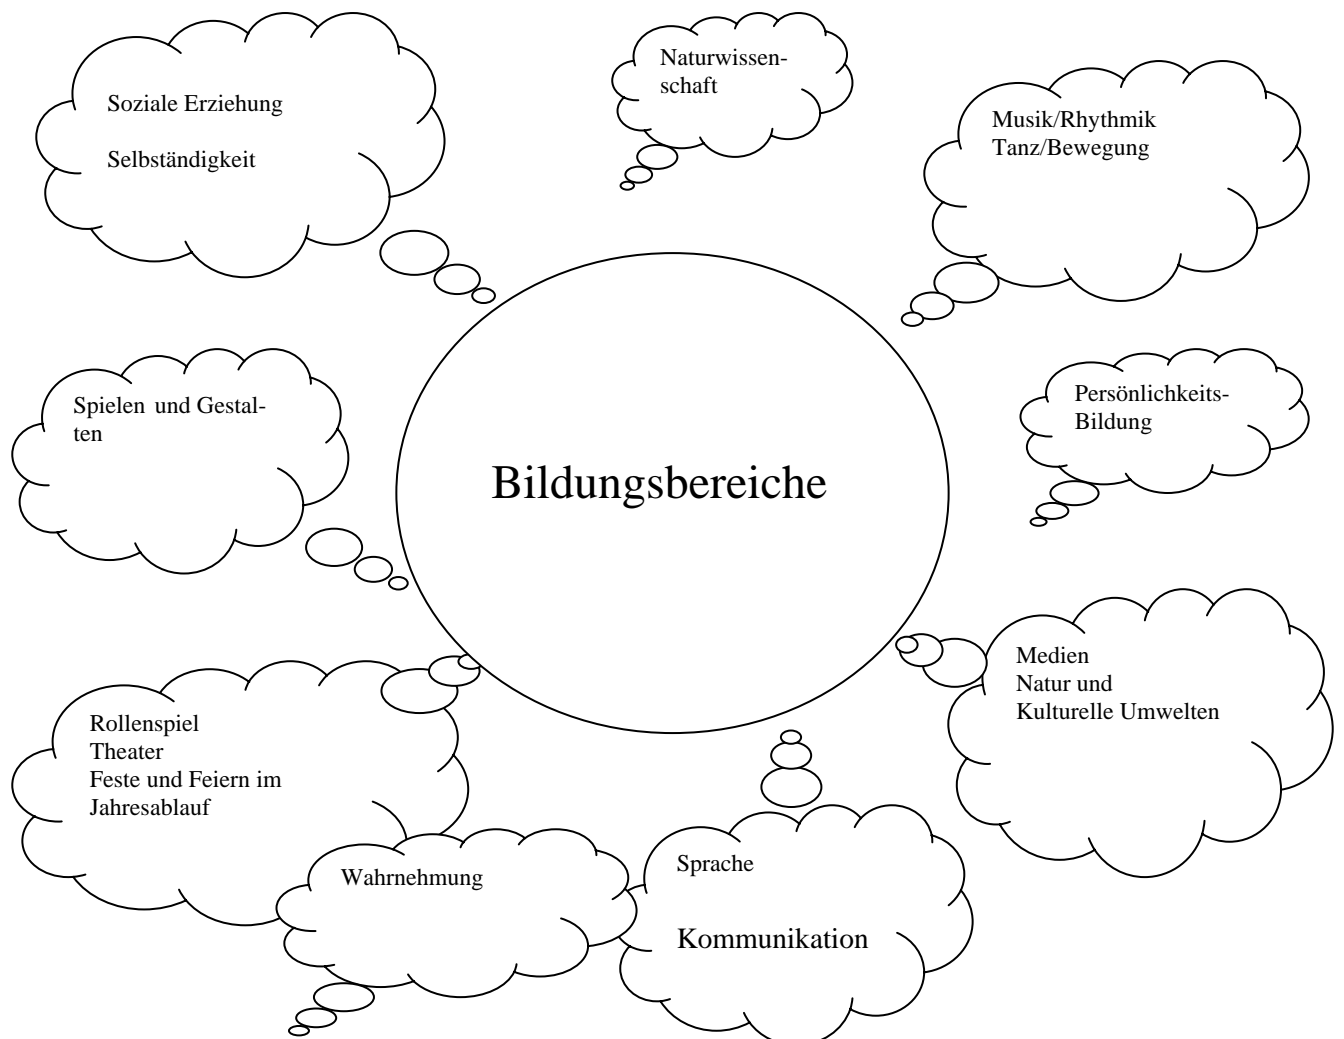 Soziale Erziehung
Selbständigkeit
Naturwissen-
schaft
Musik/Rhythmik
Tanz/Bewegung
Spielen und Gestal-
ten
Persönlichkeits-
Bildung
Bildungsbereiche
Medien
Natur und
Kulturelle Umwelten
Rollenspiel
Theater
Feste und Feiern im
Jahresablauf
Wahrnehmung
Sprache
Kommunikation